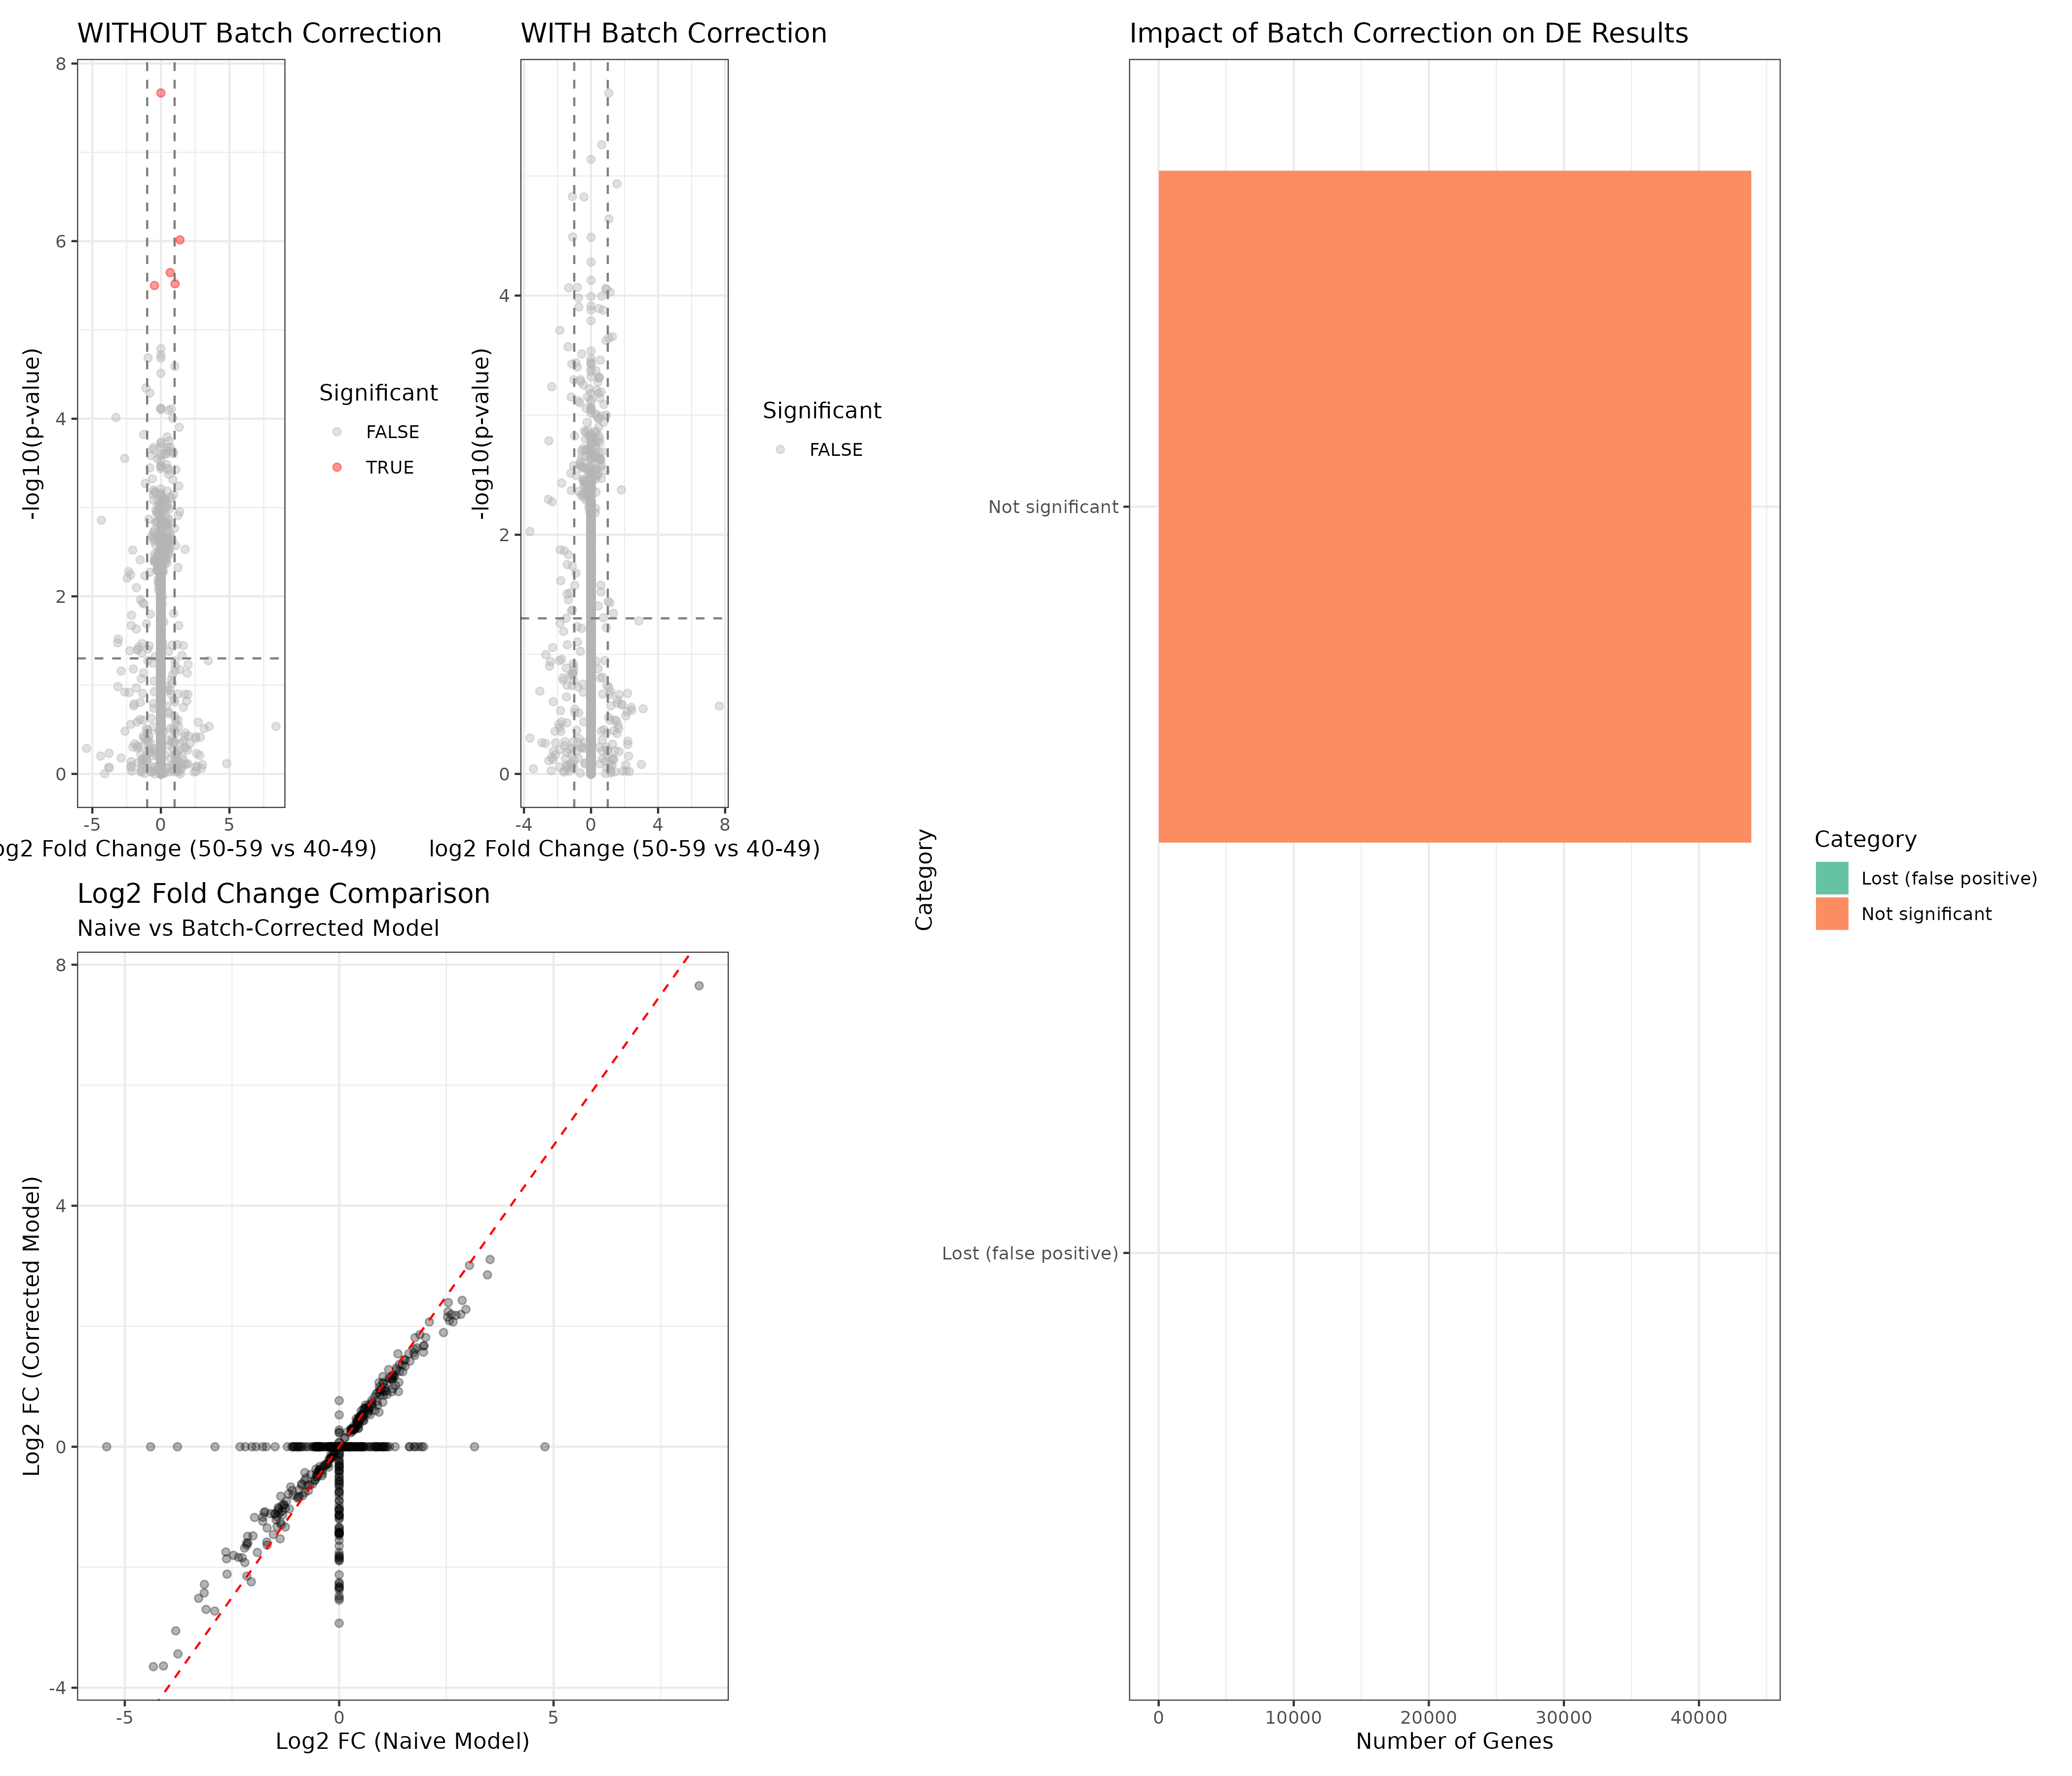 WITHOUT Batch Correction
8
6
4
2
0
-5 0 5
-log10(p-value)
og2 Fold Change (50-59 vs 40-49)
Significant
FALSE
TRUE
WITH Batch Correction
4
2
0
-4 0 4 8
-log10(p-value)
log2 Fold Change (50-59 vs 40-49)
Significant
FALSE
Log2 Fold Change Comparison
Naive vs Batch-Corrected Model
8
4
0
-4
-5 0 5
Log2 FC (Corrected Model)
Log2 FC (Naive Model)
Impact of Batch Correction on DE Results
Category
Not significant
Lost (false positive)
0 10000 20000 30000 40000
Number of Genes
Category
Lost (false positive)
Not significant